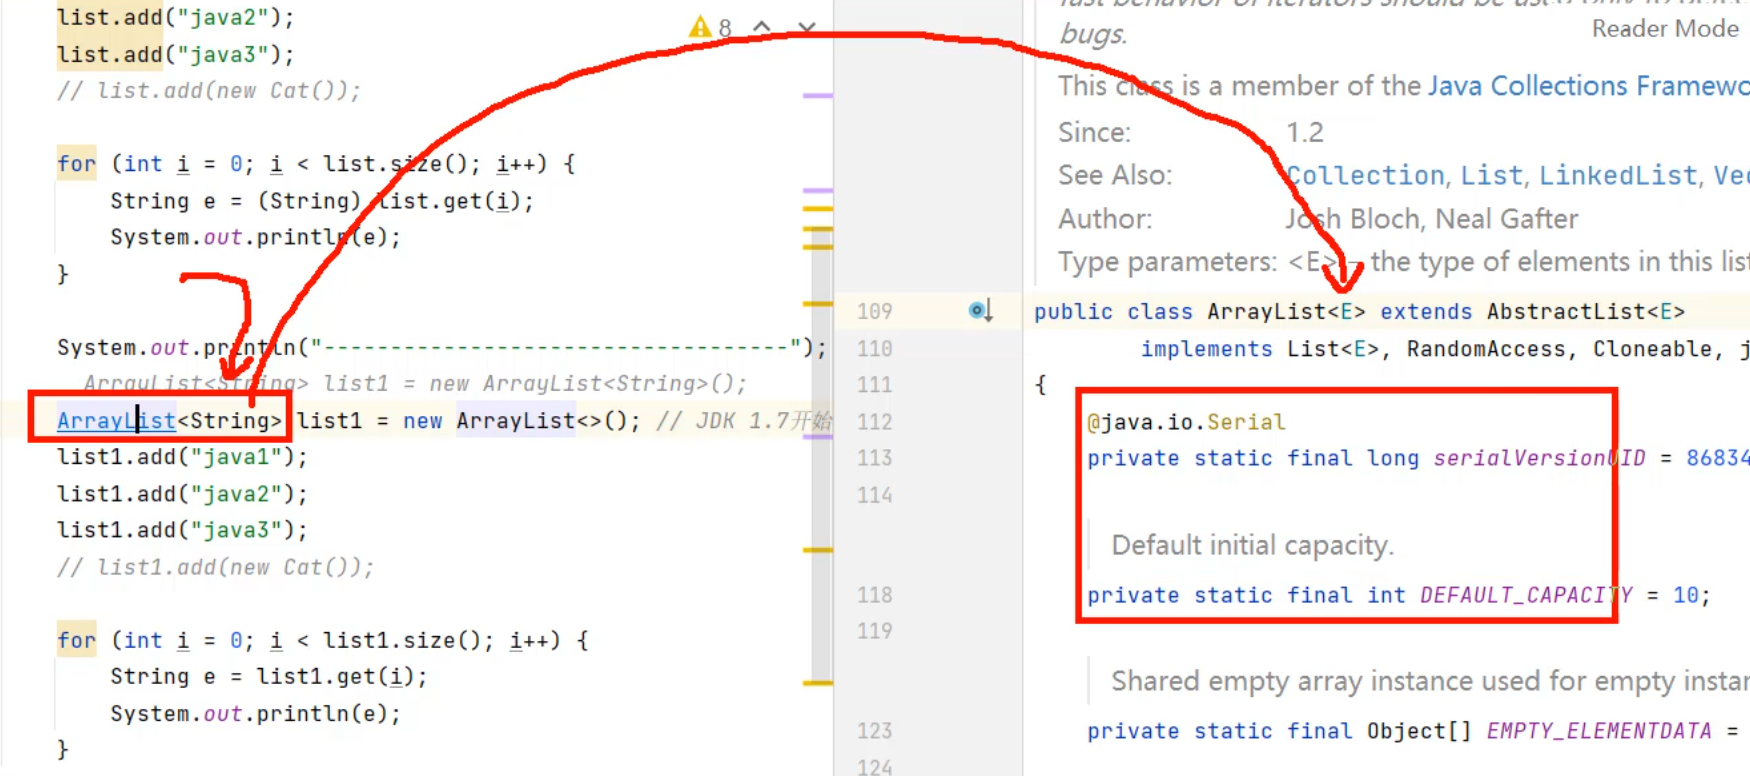 list.add("java2");
list.add("java3");
// list.add(new Cat());
for (int i = 0; i < list.size(); i++) {
String e = (String) list.get(i);
System.out.println(e);
}
System.out.println("-----------------------------------");
ArrayList<String> list1 = new ArrayList<String>();
ArrayList<String> list1 = new ArrayList<>(); // JDK 1.7开始
list1.add("java1");
list1.add("java2");
list1.add("java3");
// list1.add(new Cat());
for (int i = 0; i < list1.size(); i++) {
String e = list1.get(i);
System.out.println(e);
}
8
bugs.
Reader Mode
This class is a member of the Java Collections Framewo
Since: 1.2
See Also: Collection, List, LinkedList, Vec
Author: Josh Bloch, Neal Gafter
Type parameters: <E> – the type of elements in this list
109 public class ArrayList<E> extends AbstractList<E>
110 implements List<E>, RandomAccess, Cloneable, j
111 {
112 @java.io.Serial
113 private static final long serialVersionUID = 86834
114
Default initial capacity.
118 private static final int DEFAULT_CAPACITY = 10;
119
Shared empty array instance used for empty instan
123 private static final Object[] EMPTY_ELEMENTDATA =
124